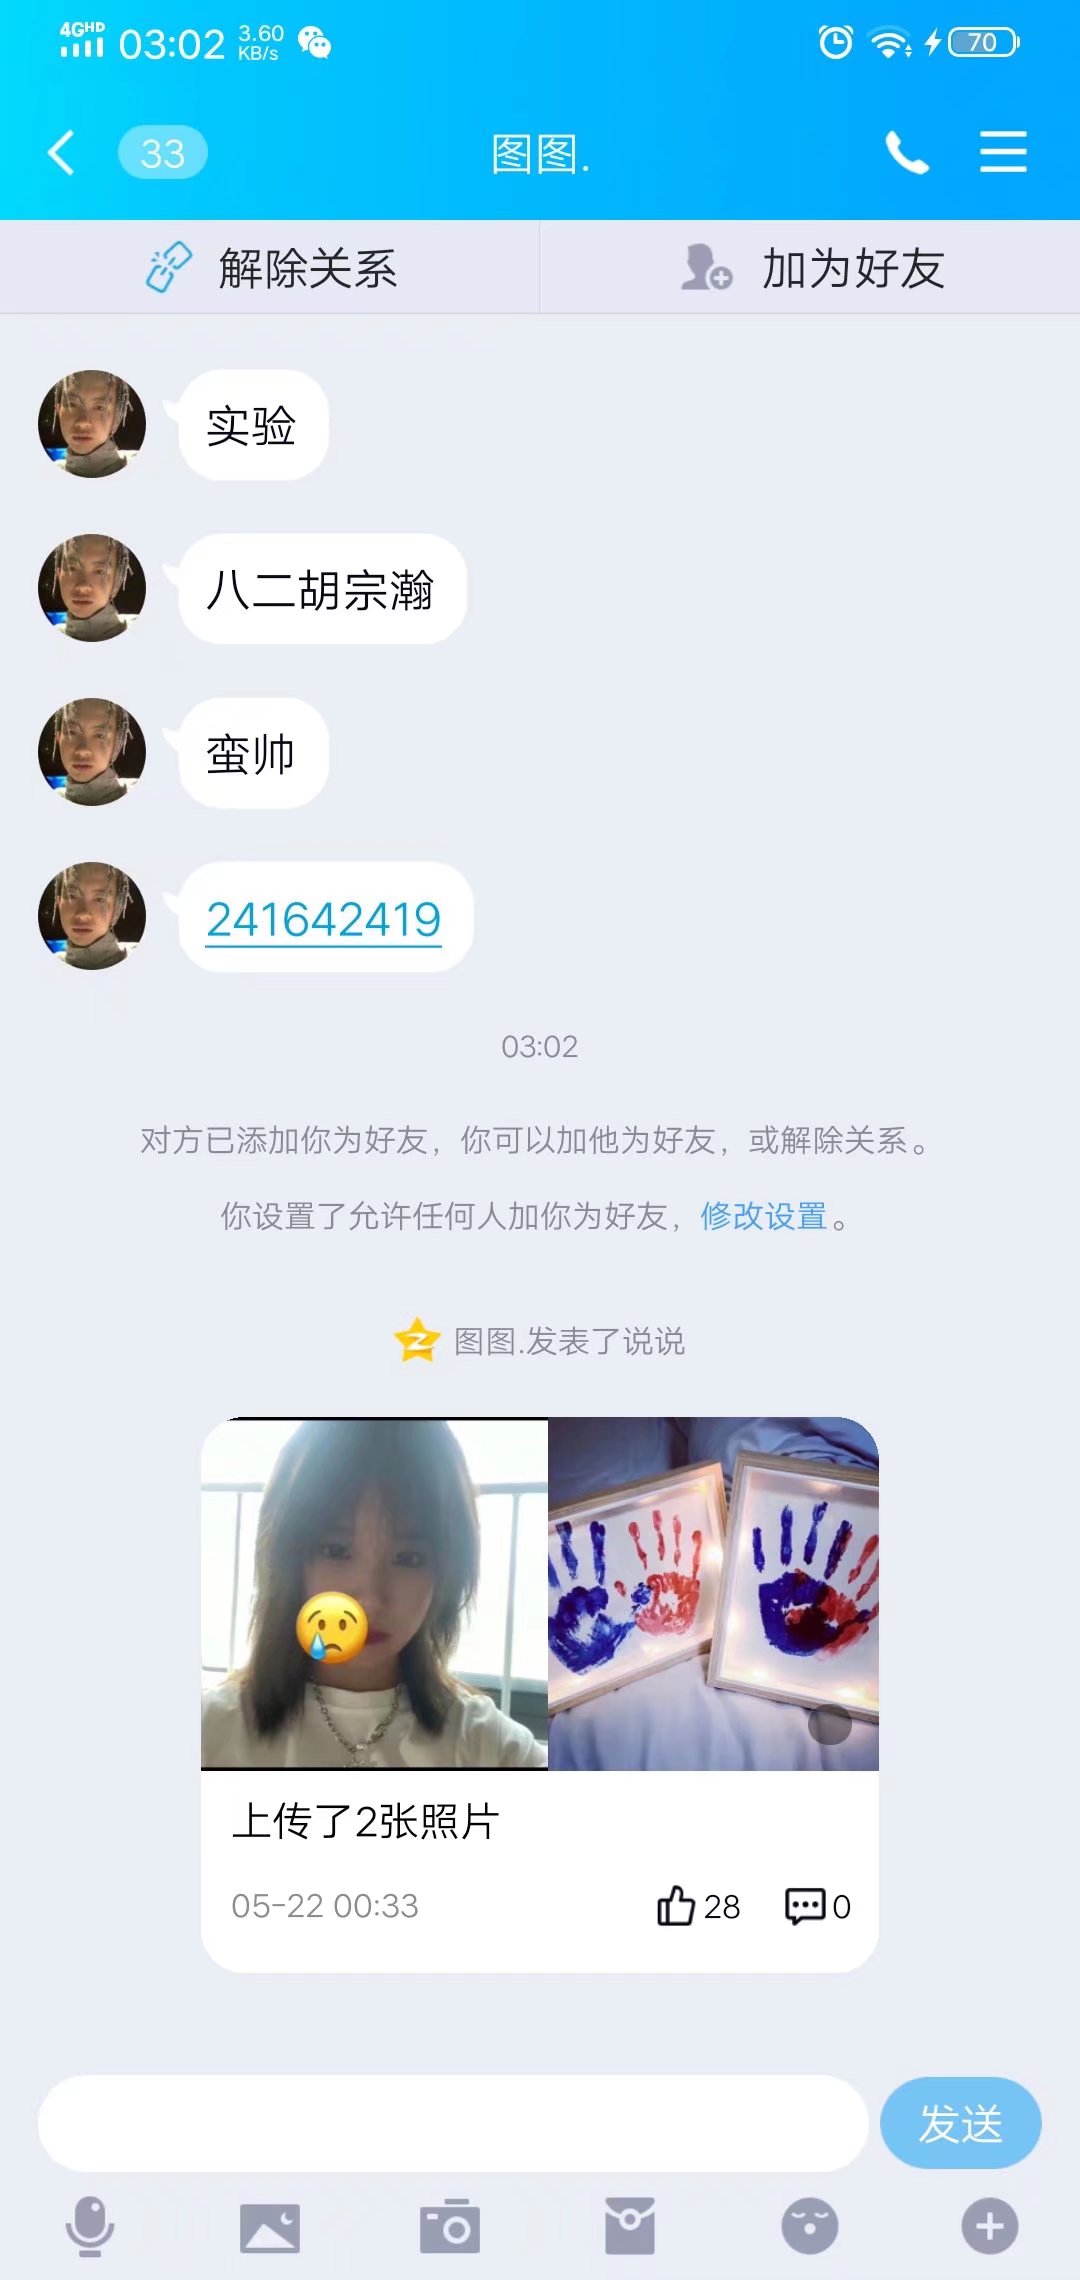 4GHD 03:02 3.60 KB/s 70
33 图图.
解除关系 加为好友
实验
八二胡宗瀚
蛮帅
241642419
03:02
对方已添加你为好友，你可以加他为好友，或解除关系。
你设置了允许任何人加你为好友，修改设置。
图图.发表了说说
上传了2张照片
05-22 00:33 28 0
发送